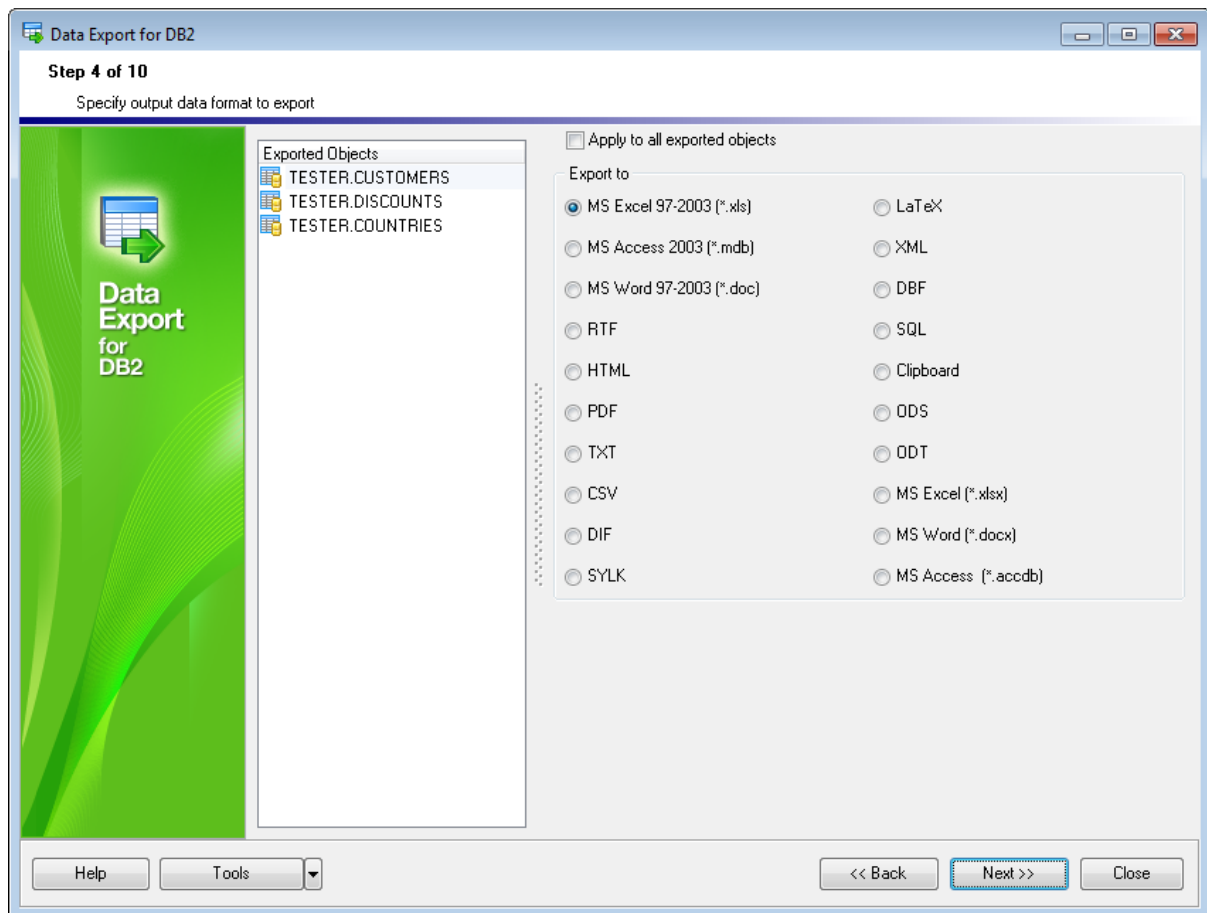 Data Export for DB2
Step 4 of 10
Specify output data format to export
Data
Export
for
DB2
Exported Objects
TESTER.CUSTOMERS
TESTER.DISCOUNTS
TESTER.COUNTRIES
Apply to all exported objects
Export to
MS Excel 97-2003 (*.xls)
MS Access 2003 (*.mdb)
MS Word 97-2003 (*.doc)
RTF
HTML
PDF
TXT
CSV
DIF
SYLK
LaTeX
XML
DBF
SQL
Clipboard
ODS
ODT
MS Excel (*.xlsx)
MS Word (*.docx)
MS Access  (*.accdb)
Help
Tools
<< Back
Next >>
Close